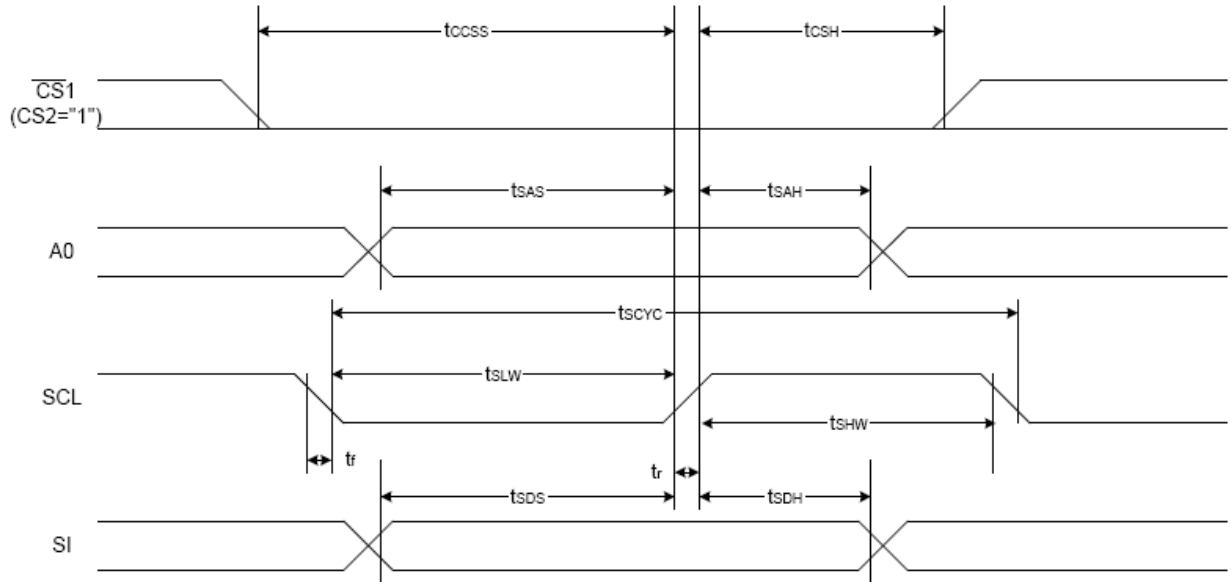 tCCSS
tCSH
CS1
(CS2="1")
tSAS
tSAH
A0
tSCYC
tSLW
SCL
tSHW
tf
tr
tSDS
tSDH
SI